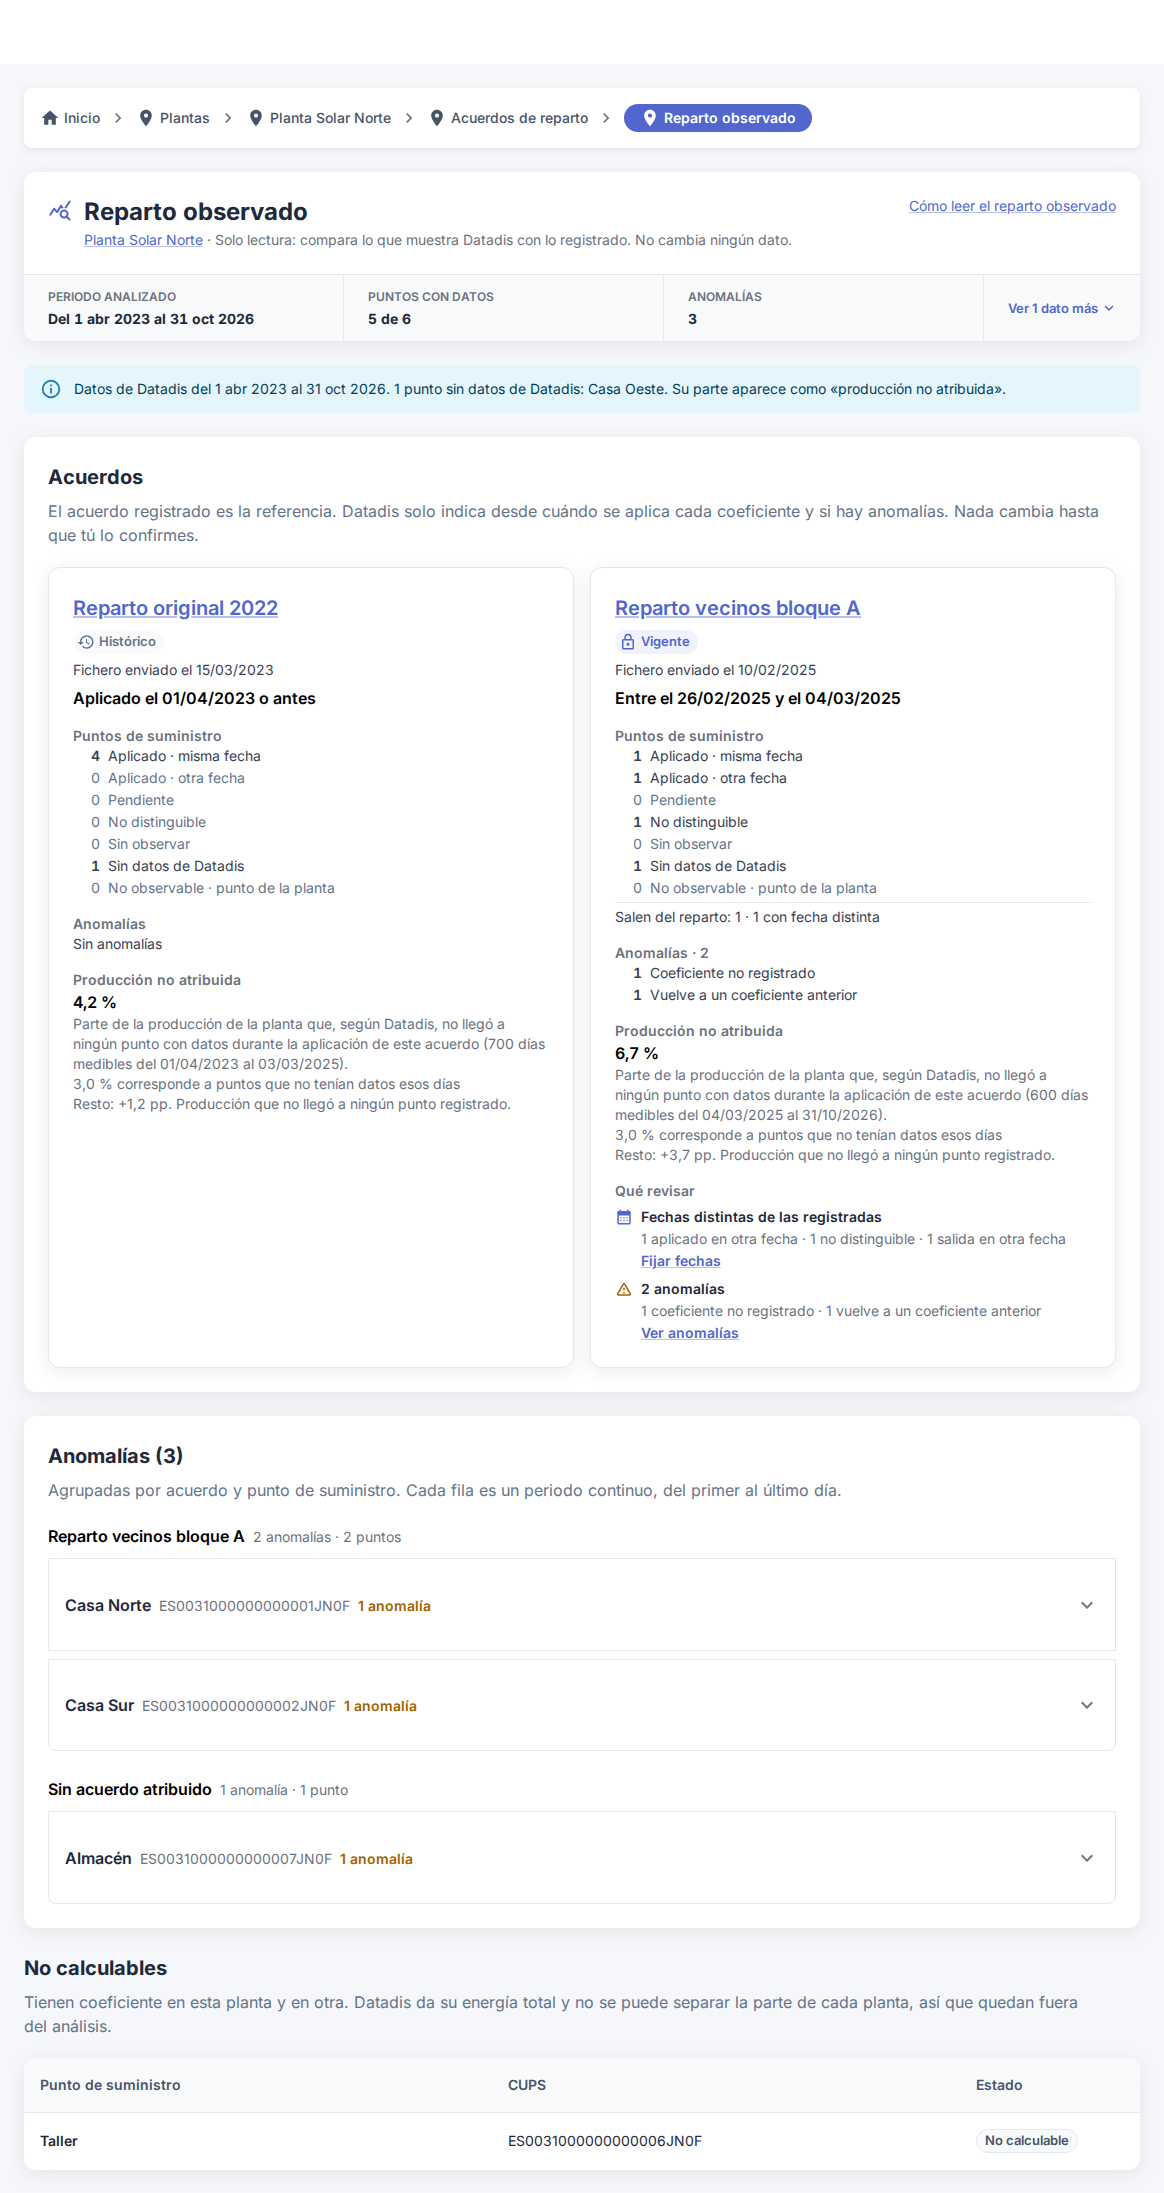 Inicio > Plantas > Planta Solar Norte > Acuerdos de reparto > Reparto observado
Reparto observado
Cómo leer el reparto observado
Planta Solar Norte · Solo lectura: compara lo que muestra Datadis con lo registrado. No cambia ningún dato.
PERIODO ANALIZADO
Del 1 abr 2023 al 31 oct 2026
PUNTOS CON DATOS
5 de 6
ANOMALÍAS
3
Ver 1 dato más
Datos de Datadis del 1 abr 2023 al 31 oct 2026. 1 punto sin datos de Datadis: Casa Oeste. Su parte aparece como «producción no atribuida».
Acuerdos
El acuerdo registrado es la referencia. Datadis solo indica desde cuándo se aplica cada coeficiente y si hay anomalías. Nada cambia hasta
que tú lo confirmes.
Reparto original 2022
Histórico
Fichero enviado el 15/03/2023
Aplicado el 01/04/2023 o antes
Puntos de suministro
4 Aplicado · misma fecha
0 Aplicado · otra fecha
0 Pendiente
0 No distinguible
0 Sin observar
1 Sin datos de Datadis
0 No observable · punto de la planta
Anomalías
Sin anomalías
Producción no atribuida
4,2 %
Parte de la producción de la planta que, según Datadis, no llegó a
ningún punto con datos durante la aplicación de este acuerdo (700 días
medibles del 01/04/2023 al 03/03/2025).
3,0 % corresponde a puntos que no tenían datos esos días
Resto: +1,2 pp. Producción que no llegó a ningún punto registrado.
Reparto vecinos bloque A
Vigente
Fichero enviado el 10/02/2025
Entre el 26/02/2025 y el 04/03/2025
Puntos de suministro
1 Aplicado · misma fecha
1 Aplicado · otra fecha
0 Pendiente
1 No distinguible
0 Sin observar
1 Sin datos de Datadis
0 No observable · punto de la planta
Salen del reparto: 1 · 1 con fecha distinta
Anomalías · 2
1 Coeficiente no registrado
1 Vuelve a un coeficiente anterior
Producción no atribuida
6,7 %
Parte de la producción de la planta que, según Datadis, no llegó a
ningún punto con datos durante la aplicación de este acuerdo (600 días
medibles del 04/03/2025 al 31/10/2026).
3,0 % corresponde a puntos que no tenían datos esos días
Resto: +3,7 pp. Producción que no llegó a ningún punto registrado.
Qué revisar
Fechas distintas de las registradas
1 aplicado en otra fecha · 1 no distinguible · 1 salida en otra fecha
Fijar fechas
2 anomalías
1 coeficiente no registrado · 1 vuelve a un coeficiente anterior
Ver anomalías
Anomalías (3)
Agrupadas por acuerdo y punto de suministro. Cada fila es un periodo continuo, del primer al último día.
Reparto vecinos bloque A 2 anomalías · 2 puntos
Casa Norte ES0031000000000001JN0F 1 anomalía
Casa Sur ES0031000000000002JN0F 1 anomalía
Sin acuerdo atribuido 1 anomalía · 1 punto
Almacén ES0031000000000007JN0F 1 anomalía
No calculables
Tienen coeficiente en esta planta y en otra. Datadis da su energía total y no se puede separar la parte de cada planta, así que quedan fuera
del análisis.
Punto de suministro CUPS Estado
Taller ES0031000000000006JN0F No calculable